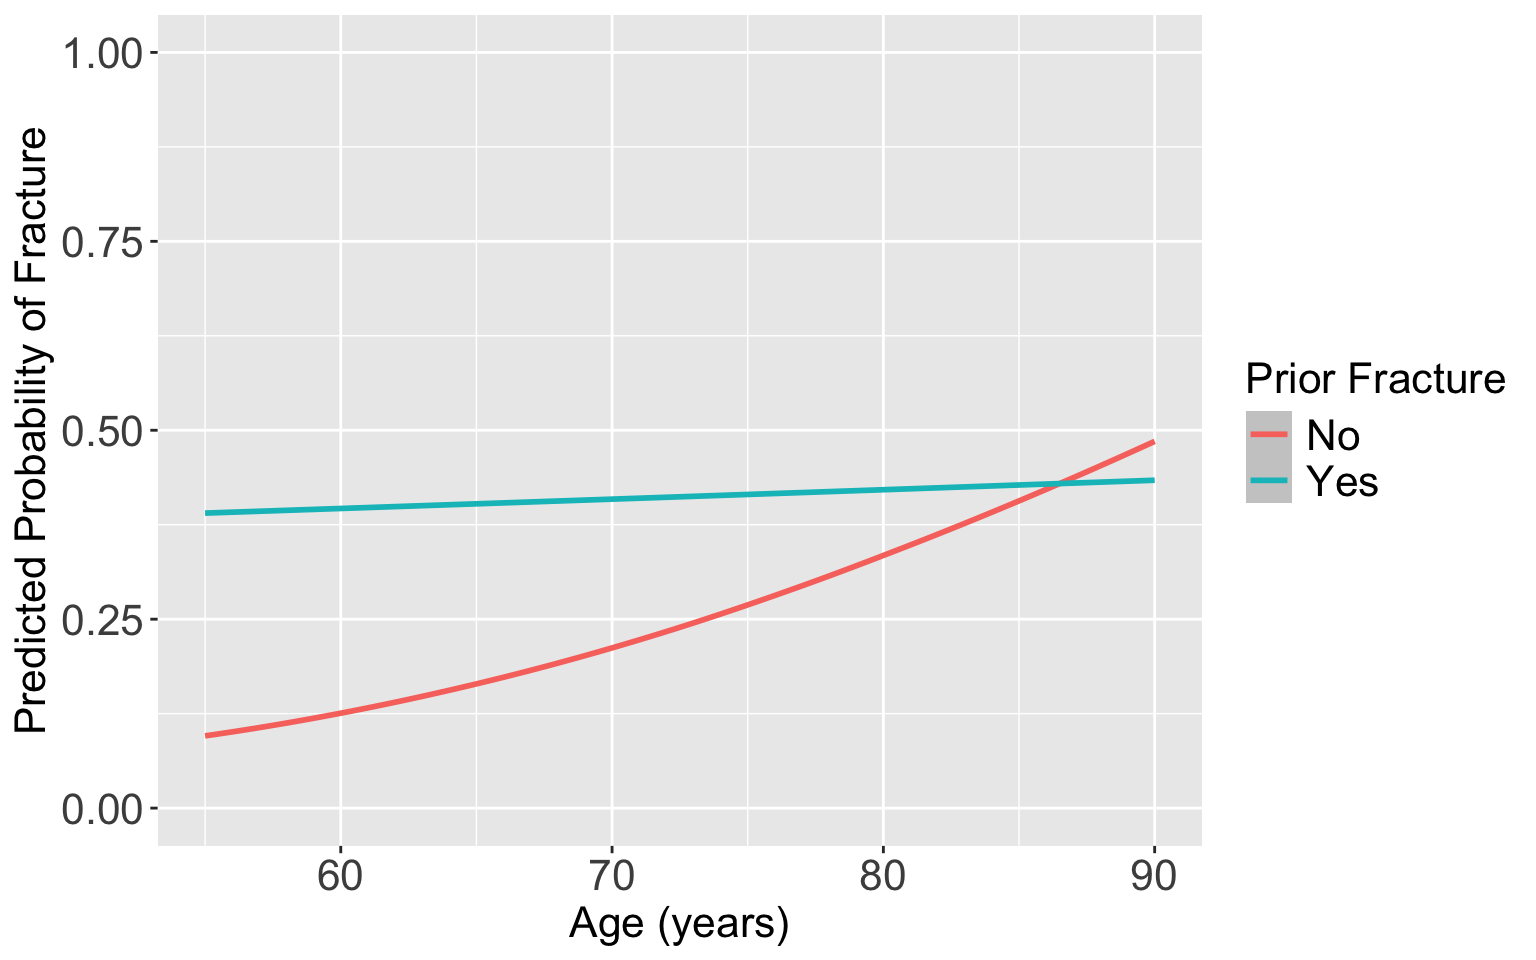 Predicted Probability of Fracture
1.00
0.75
0.50
0.25
0.00
60 70 80 90
Age (years)
Prior Fracture
No
Yes